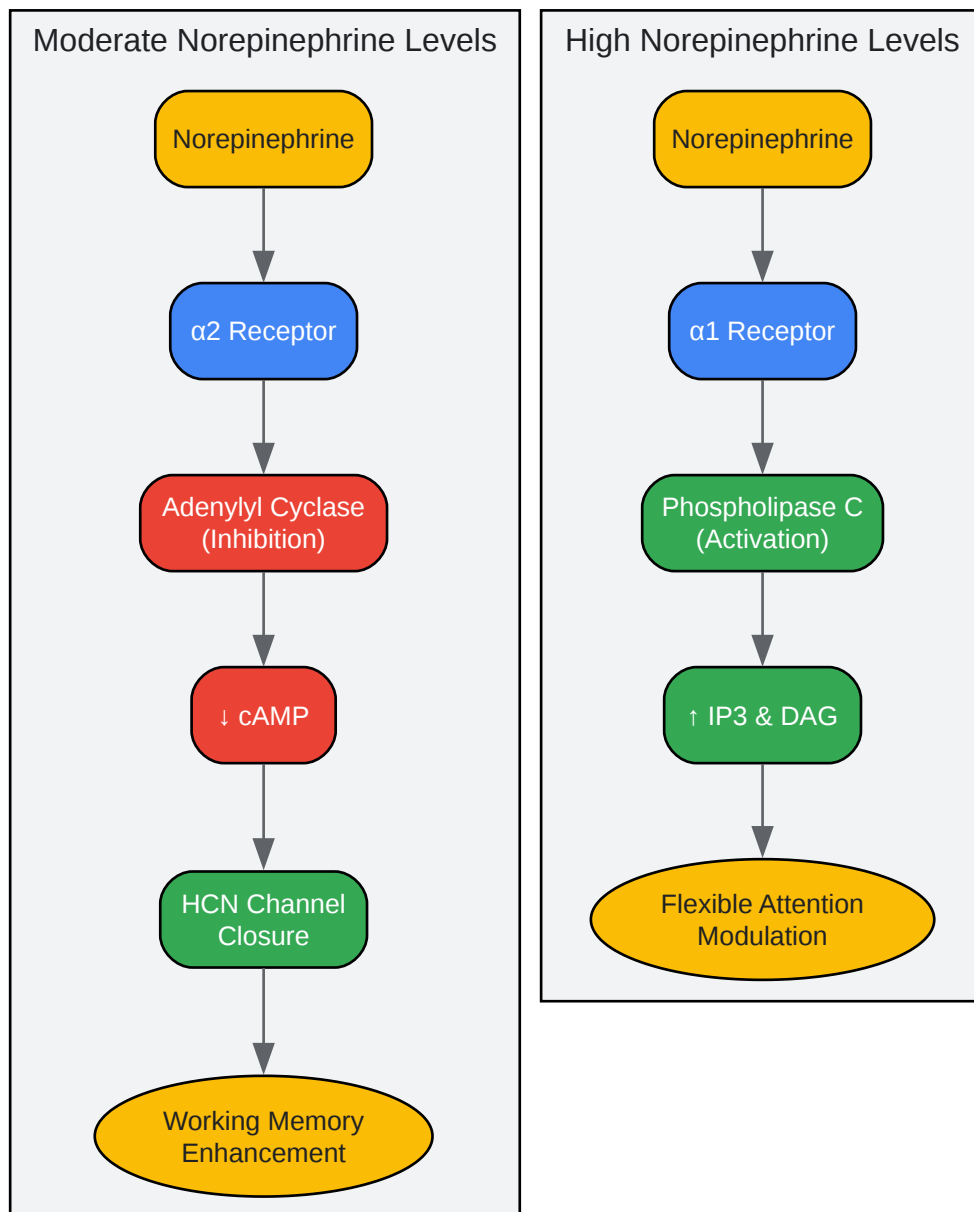 Moderate Norepinephrine Levels
Norepinephrine
α2 Receptor
Adenylyl Cyclase
(Inhibition)
↓ cAMP
HCN Channel
Closure
Working Memory
Enhancement
High Norepinephrine Levels
Norepinephrine
α1 Receptor
Phospholipase C
(Activation)
↑ IP3 & DAG
Flexible Attention
Modulation